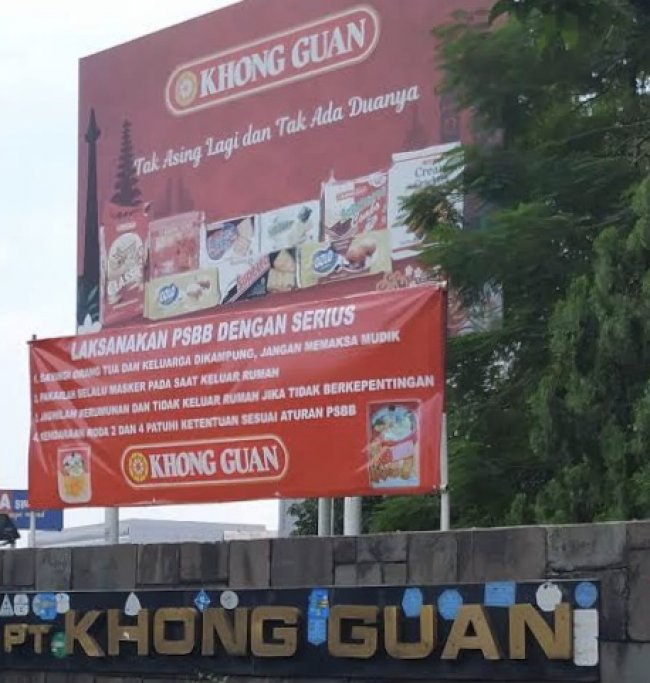 KHONG GUAN
Tak Asing Lagi dan Tak Ada Duanya
LAKSANAKAN PSBB DENGAN SERIUS
1. SAYANGI ORANG TUA DAN KELUARGA DIKAMPUNG, JANGAN MEMAKSA MUDIK
2. PAKAILAH SELALU MASKER PADA SAAT KELUAR RUMAH
3. JAUHILAH KERUMUNAN DAN TIDAK KELUAR RUMAH JIKA TIDAK BERKEPENTINGAN
4. KENDARAAN RODA 2 DAN 4 PATUHI KETENTUAN SESUAI ATURAN PSBB
KHONG GUAN
PT KHONG GUAN